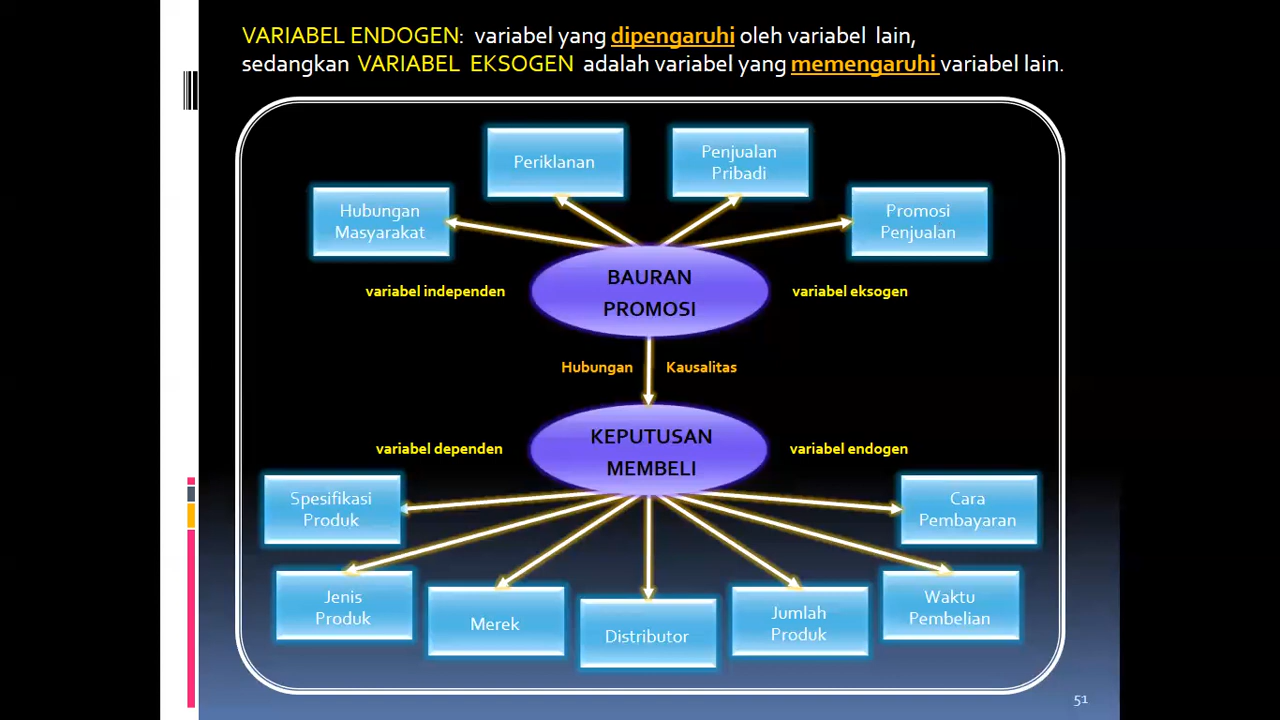 VARIABEL ENDOGEN: variabel yang dipengaruhi oleh variabel lain,
sedangkan VARIABEL EKSOGEN adalah variabel yang memengaruhi variabel lain.
Periklanan
Penjualan
Pribadi
Hubungan
Masyarakat
Promosi
Penjualan
BAURAN
PROMOSI
variabel independen
variabel eksogen
Hubungan Kausalitas
KEPUTUSAN
MEMBELI
variabel dependen
variabel endogen
Spesifikasi
Produk
Cara
Pembayaran
Jenis
Produk
Merek
Distributor
Jumlah
Produk
Waktu
Pembelian
51